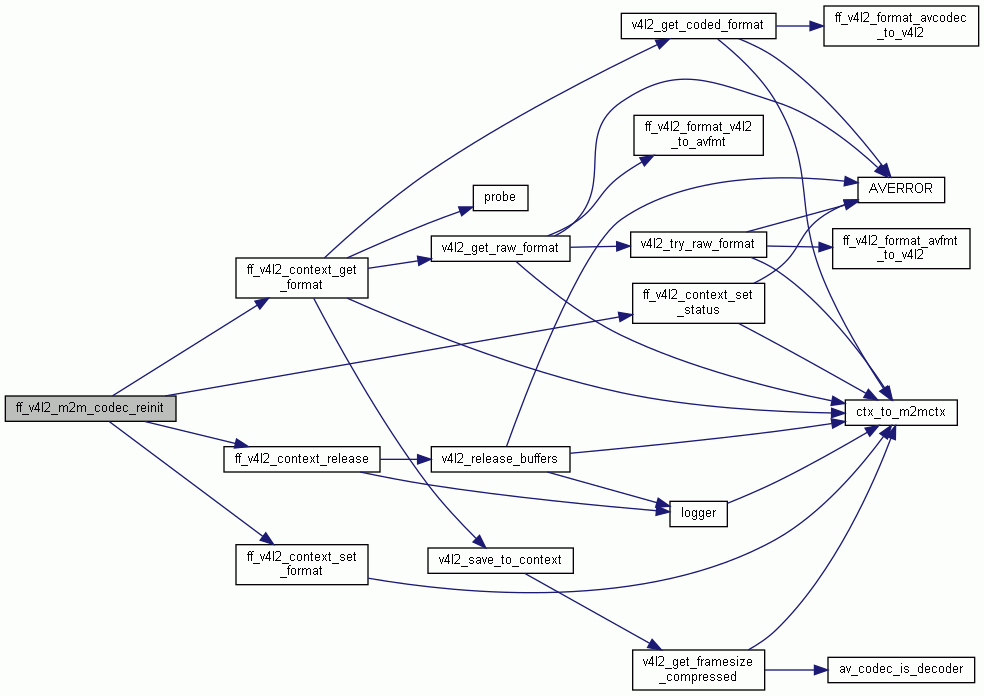 v4l2_get_coded_format
ff_v4l2_format_avcodec
_to_v4l2
ff_v4l2_format_v4l2
_to_avfmt
probe
AVERROR
v4l2_get_raw_format
v4l2_try_raw_format
ff_v4l2_format_avfmt
_to_v4l2
ff_v4l2_context_get
_format
ff_v4l2_context_set
_status
ff_v4l2_m2m_codec_reinit
ctx_to_m2mctx
ff_v4l2_context_release
v4l2_release_buffers
logger
ff_v4l2_context_set
_format
v4l2_save_to_context
v4l2_get_framesize
_compressed
av_codec_is_decoder